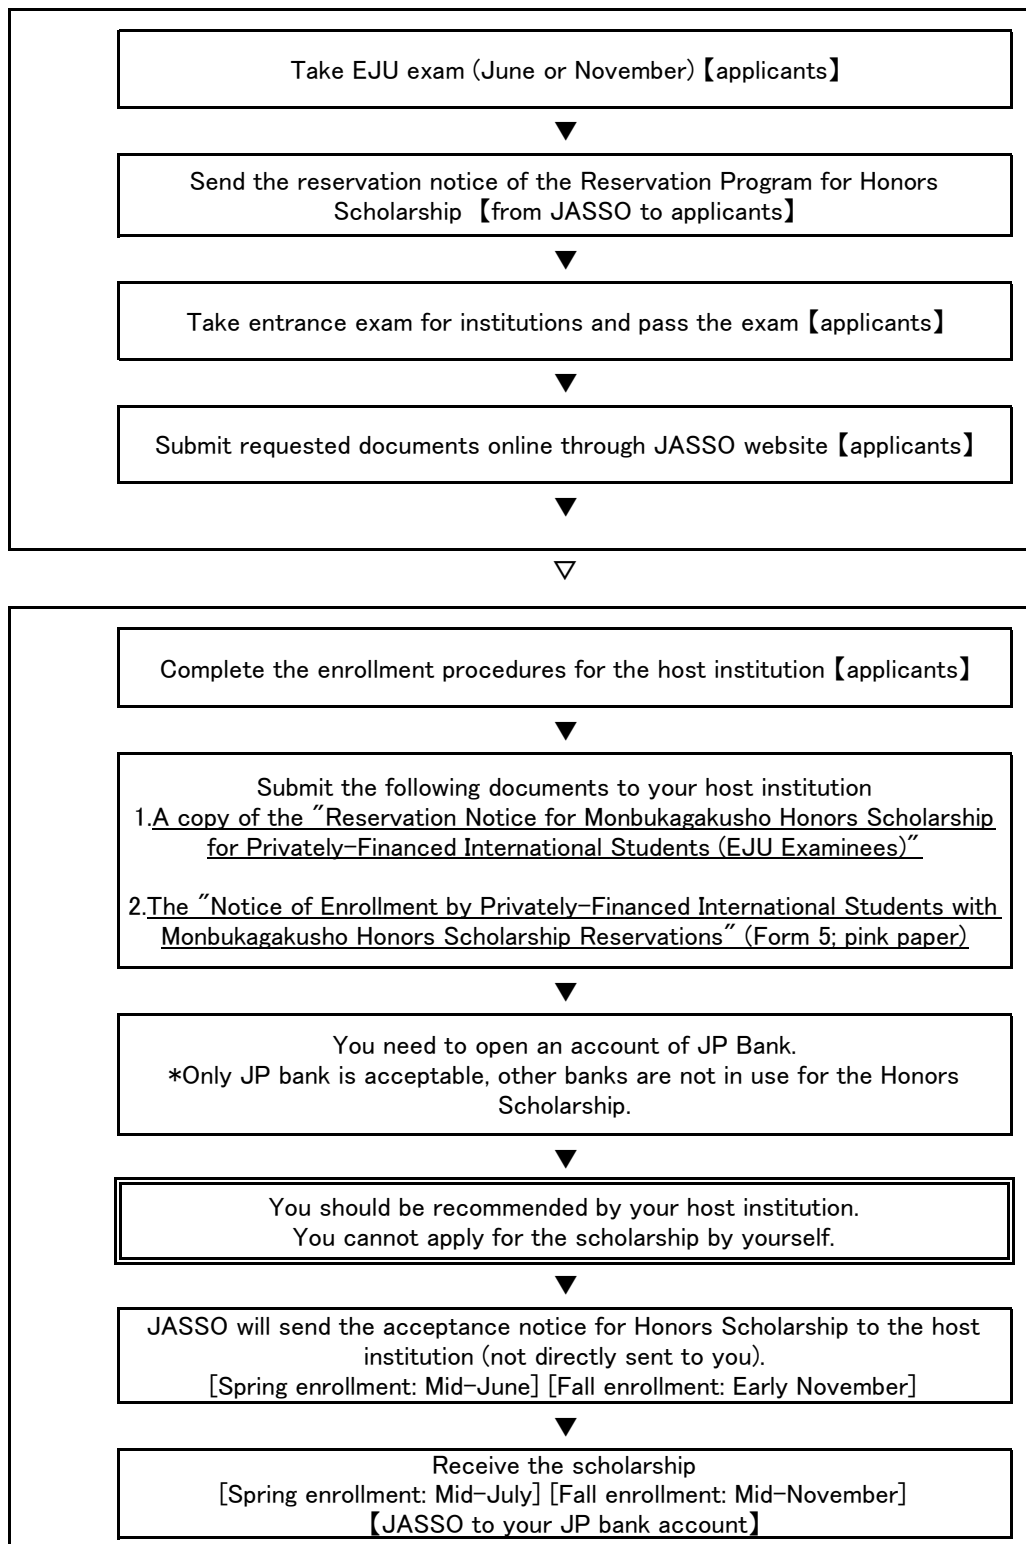 Take EJU exam (June or November)【applicants】
▼
Send the reservation notice of the Reservation Program for Honors
Scholarship 【from JASSO to applicants】
▼
Take entrance exam for institutions and pass the exam【applicants】
▼
Submit requested documents online through JASSO website【applicants】
▼
▽
Complete the enrollment procedures for the host institution【applicants】
▼
Submit the following documents to your host institution
1.A copy of the "Reservation Notice for Monbukagakusho Honors Scholarship
for Privately-Financed International Students (EJU Examinees)"
2.The "Notice of Enrollment by Privately-Financed International Students with
Monbukagakusho Honors Scholarship Reservations" (Form 5; pink paper)
▼
You need to open an account of JP Bank.
*Only JP bank is acceptable, other banks are not in use for the Honors
Scholarship.
▼
You should be recommended by your host institution.
You cannot apply for the scholarship by yourself.
▼
JASSO will send the acceptance notice for Honors Scholarship to the host
institution (not directly sent to you).
[Spring enrollment: Mid-June] [Fall enrollment: Early November]
▼
Receive the scholarship
[Spring enrollment: Mid-July] [Fall enrollment: Mid-November]
【JASSO to your JP bank account】